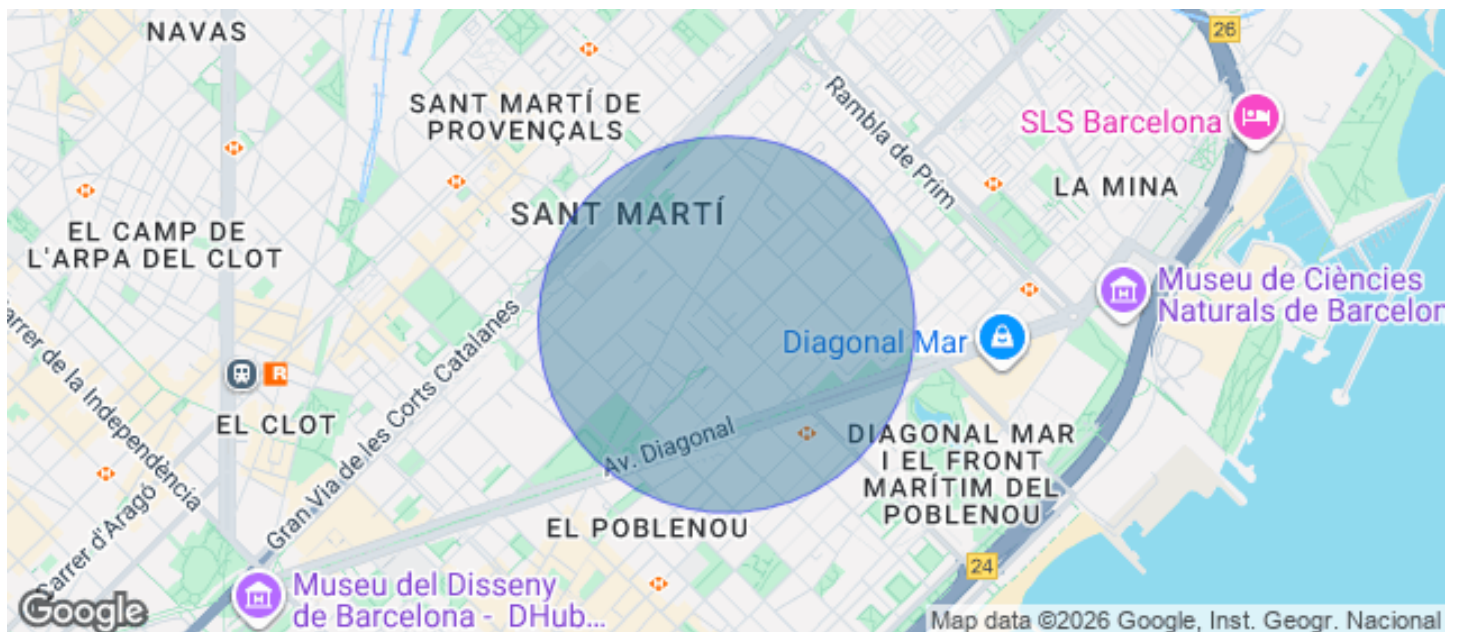 NAVAS
26
SANT MARTÍ DE
PROVENÇALS
Rambla de Prim
SLS Barcelona
LA MINA
SANT MARTÍ
EL CAMP DE
L'ARPA DEL CLOT
Museu de Ciències
Naturals de Barcelon
Diagonal Mar
Carrer de la Independència
Gran Via de les Corts Catalanes
R
EL CLOT
Av. Diagonal
DIAGONAL MAR
I EL FRONT
MARÍTIM DEL
POBLENOU
Carrer d'Aragó
EL POBLENOU
24
Museu del Disseny
de Barcelona - DHub...
Google
Map data ©2026 Google, Inst. Geogr. Nacional